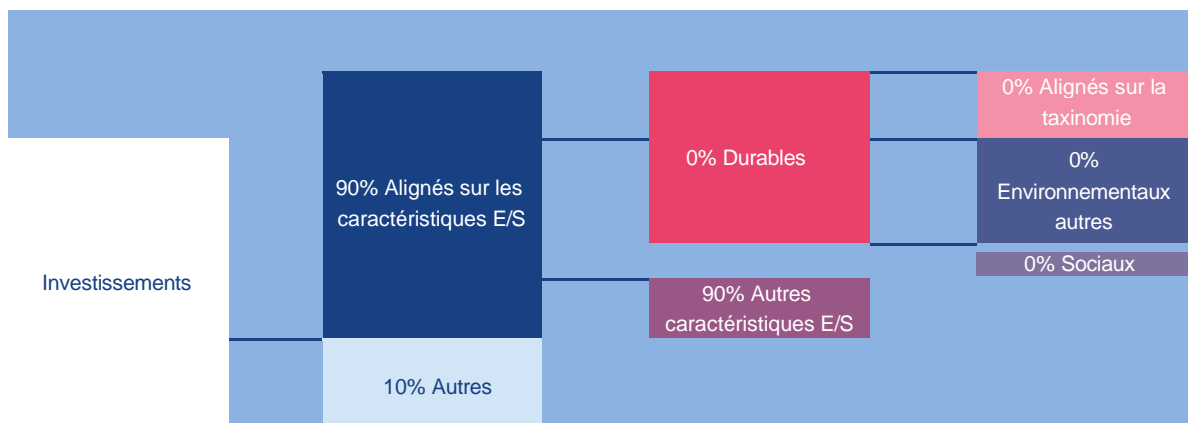 Investissements
90% Alignés sur les
caractéristiques E/S
10% Autres
0% Durables
90% Autres
caractéristiques E/S
0% Alignés sur la
taxinomie
0%
Environnementaux
autres
0% Sociaux